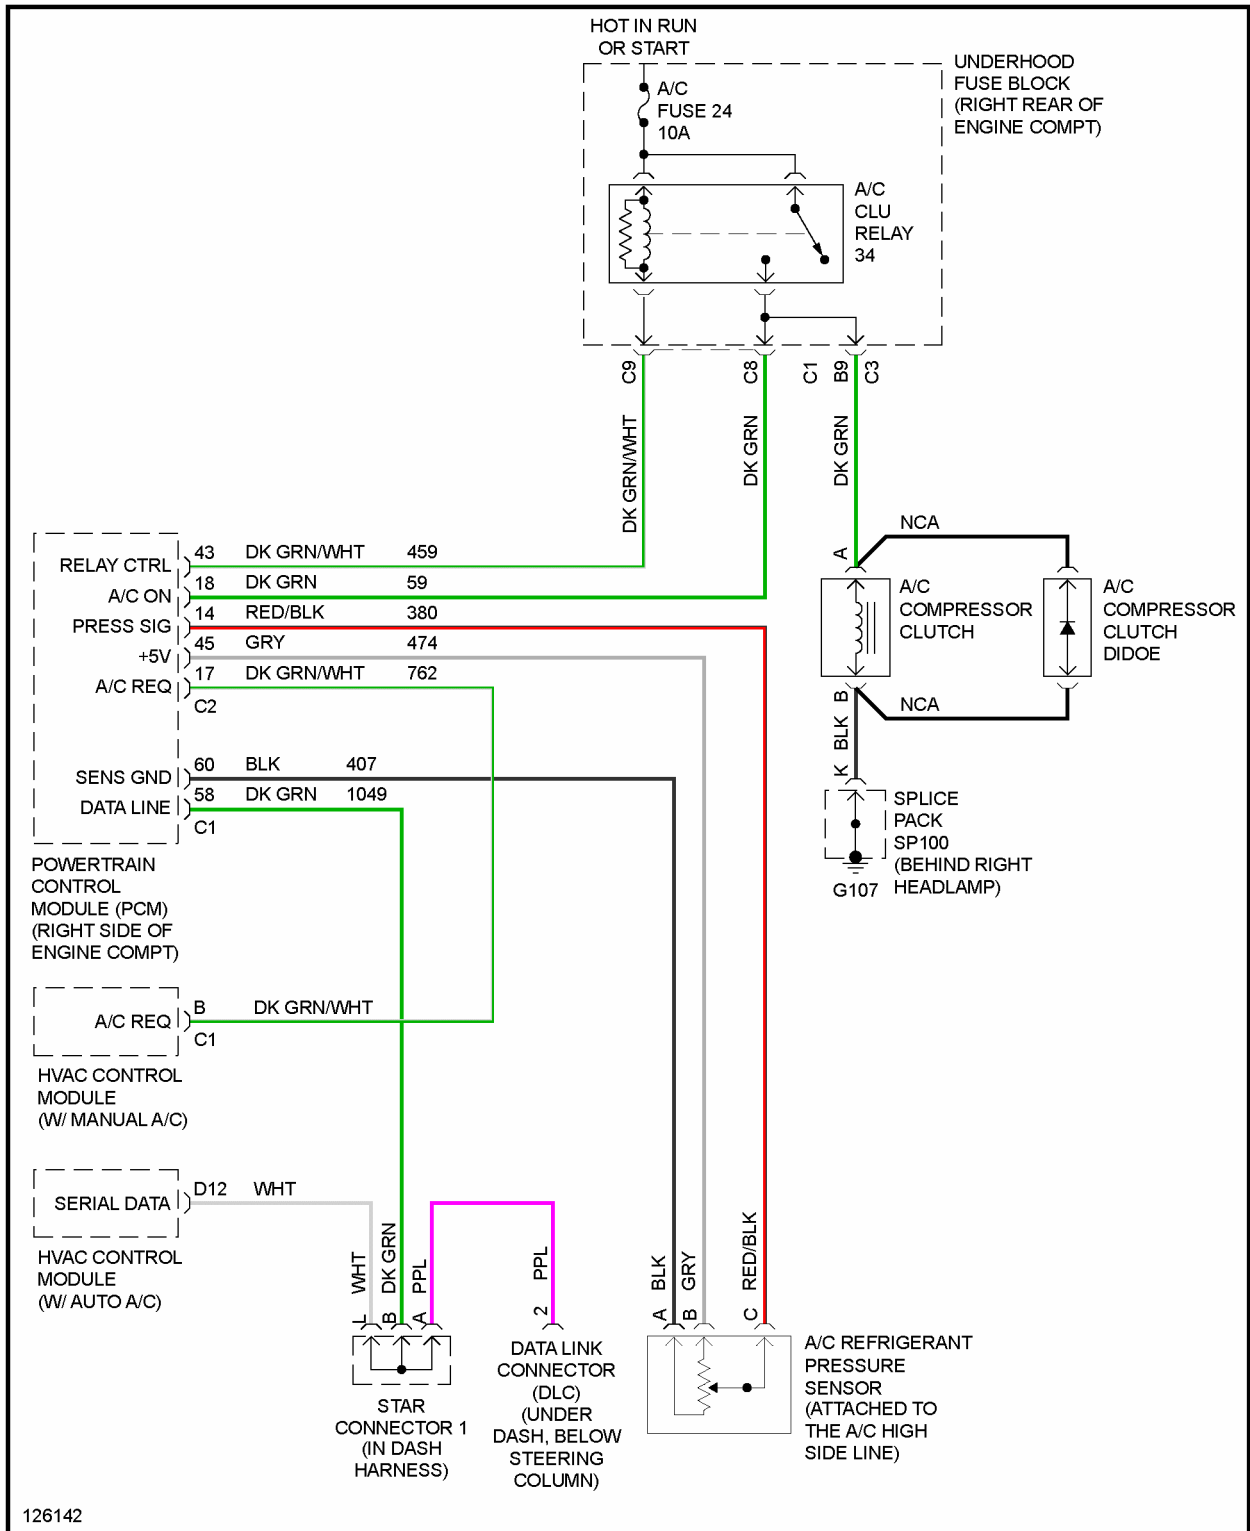 HOT IN RUN
OR START
UNDERHOOD
FUSE BLOCK
(RIGHT REAR OF
ENGINE COMPT)
A/C
FUSE 24
10A
A/C
CLU
RELAY
34
C9
C8
C1
B9
C3
DK GRN/WHT
DK GRN
DK GRN
NCA
A
A/C
COMPRESSOR
CLUTCH
A/C
COMPRESSOR
CLUTCH
DIDOE
B
NCA
BLK
K
SPLICE
PACK
SP100
(BEHIND RIGHT
HEADLAMP)
G107
RELAY CTRL 43 DK GRN/WHT 459
A/C ON 18 DK GRN 59
PRESS SIG 14 RED/BLK 380
+5V 45 GRY 474
A/C REQ 17 DK GRN/WHT 762
C2
SENS GND 60 BLK 407
DATA LINE 58 DK GRN 1049
C1
POWERTRAIN
CONTROL
MODULE (PCM)
(RIGHT SIDE OF
ENGINE COMPT)
A/C REQ B DK GRN/WHT
C1
HVAC CONTROL
MODULE
(W/ MANUAL A/C)
SERIAL DATA D12 WHT
HVAC CONTROL
MODULE
(W/ AUTO A/C)
WHT
DK GRN
PPL
PPL
BLK
GRY
RED/BLK
L
B
A
2
A
B
C
STAR
CONNECTOR 1
(IN DASH
HARNESS)
DATA LINK
CONNECTOR
(DLC)
(UNDER
DASH, BELOW
STEERING
COLUMN)
A/C REFRIGERANT
PRESSURE
SENSOR
(ATTACHED TO
THE A/C HIGH
SIDE LINE)
126142